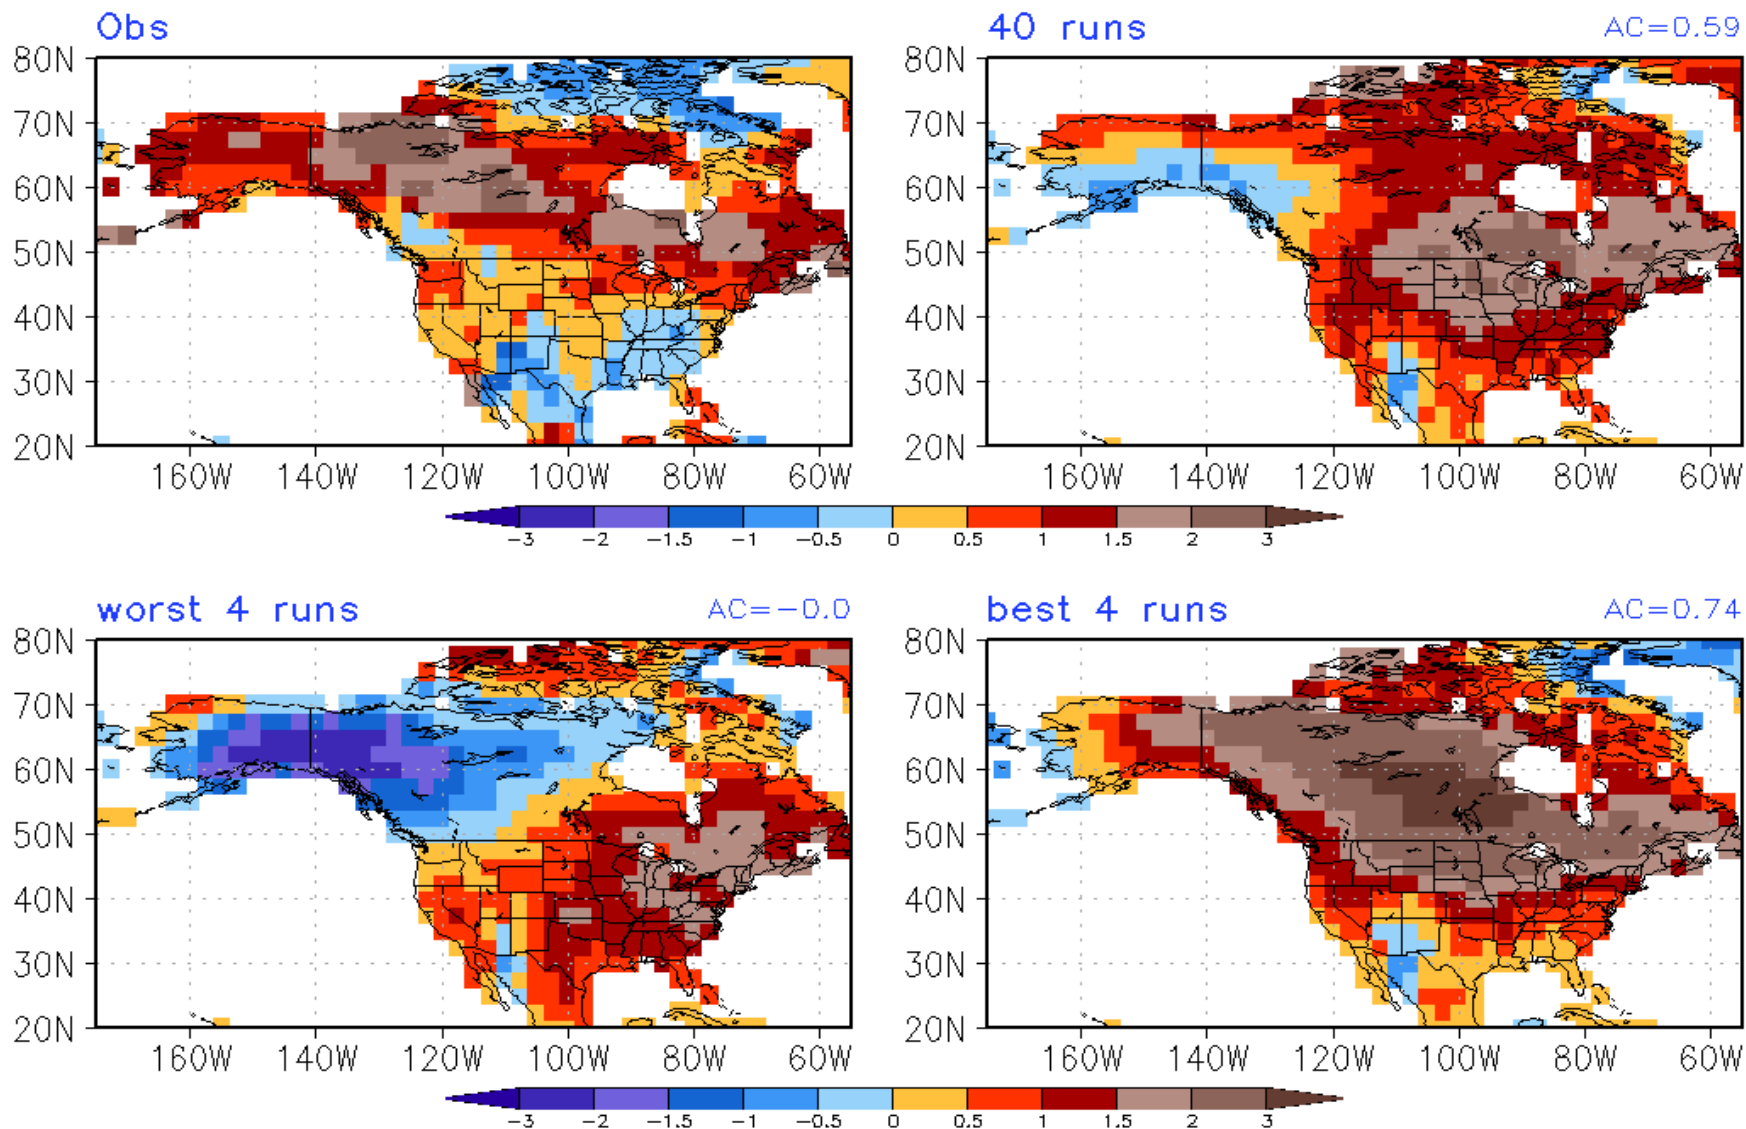 Obs
40 runs AC=0.59
80N 80N
70N 70N
60N 60N
50N 50N
40N 40N
30N 30N
20N 20N
160W 140W 120W 100W 80W 60W 160W 140W 120W 100W 80W 60W
-3 -2 -1.5 -1 -0.5 0 0.5 1 1.5 2 3
worst 4 runs AC=-0.0
best 4 runs AC=0.74
80N 80N
70N 70N
60N 60N
50N 50N
40N 40N
30N 30N
20N 20N
160W 140W 120W 100W 80W 60W 160W 140W 120W 100W 80W 60W
-3 -2 -1.5 -1 -0.5 0 0.5 1 1.5 2 3